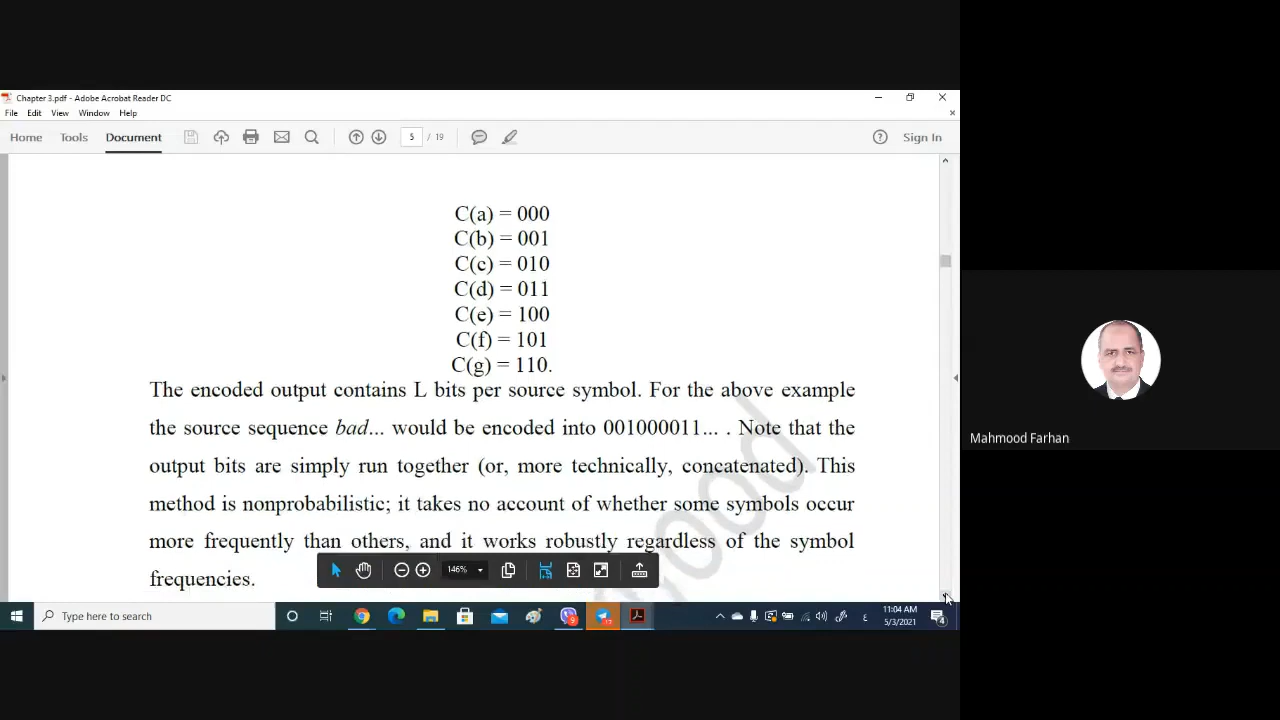 Chapter 3.pdf - Adobe Acrobat Reader DC
File Edit View Window Help
Home Tools Document 5 / 19 Sign In
C(a) = 000
C(b) = 001
C(c) = 010
C(d) = 011
C(e) = 100
C(f) = 101
C(g) = 110.
The encoded output contains L bits per source symbol. For the above example
the source sequence bad... would be encoded into 001000011... . Note that the
output bits are simply run together (or, more technically, concatenated). This
method is nonprobabilistic; it takes no account of whether some symbols occur
more frequently than others, and it works robustly regardless of the symbol
frequencies.
146%
Type here to search
ع
11:04 AM
5/3/2021
4
Mahmood Farhan